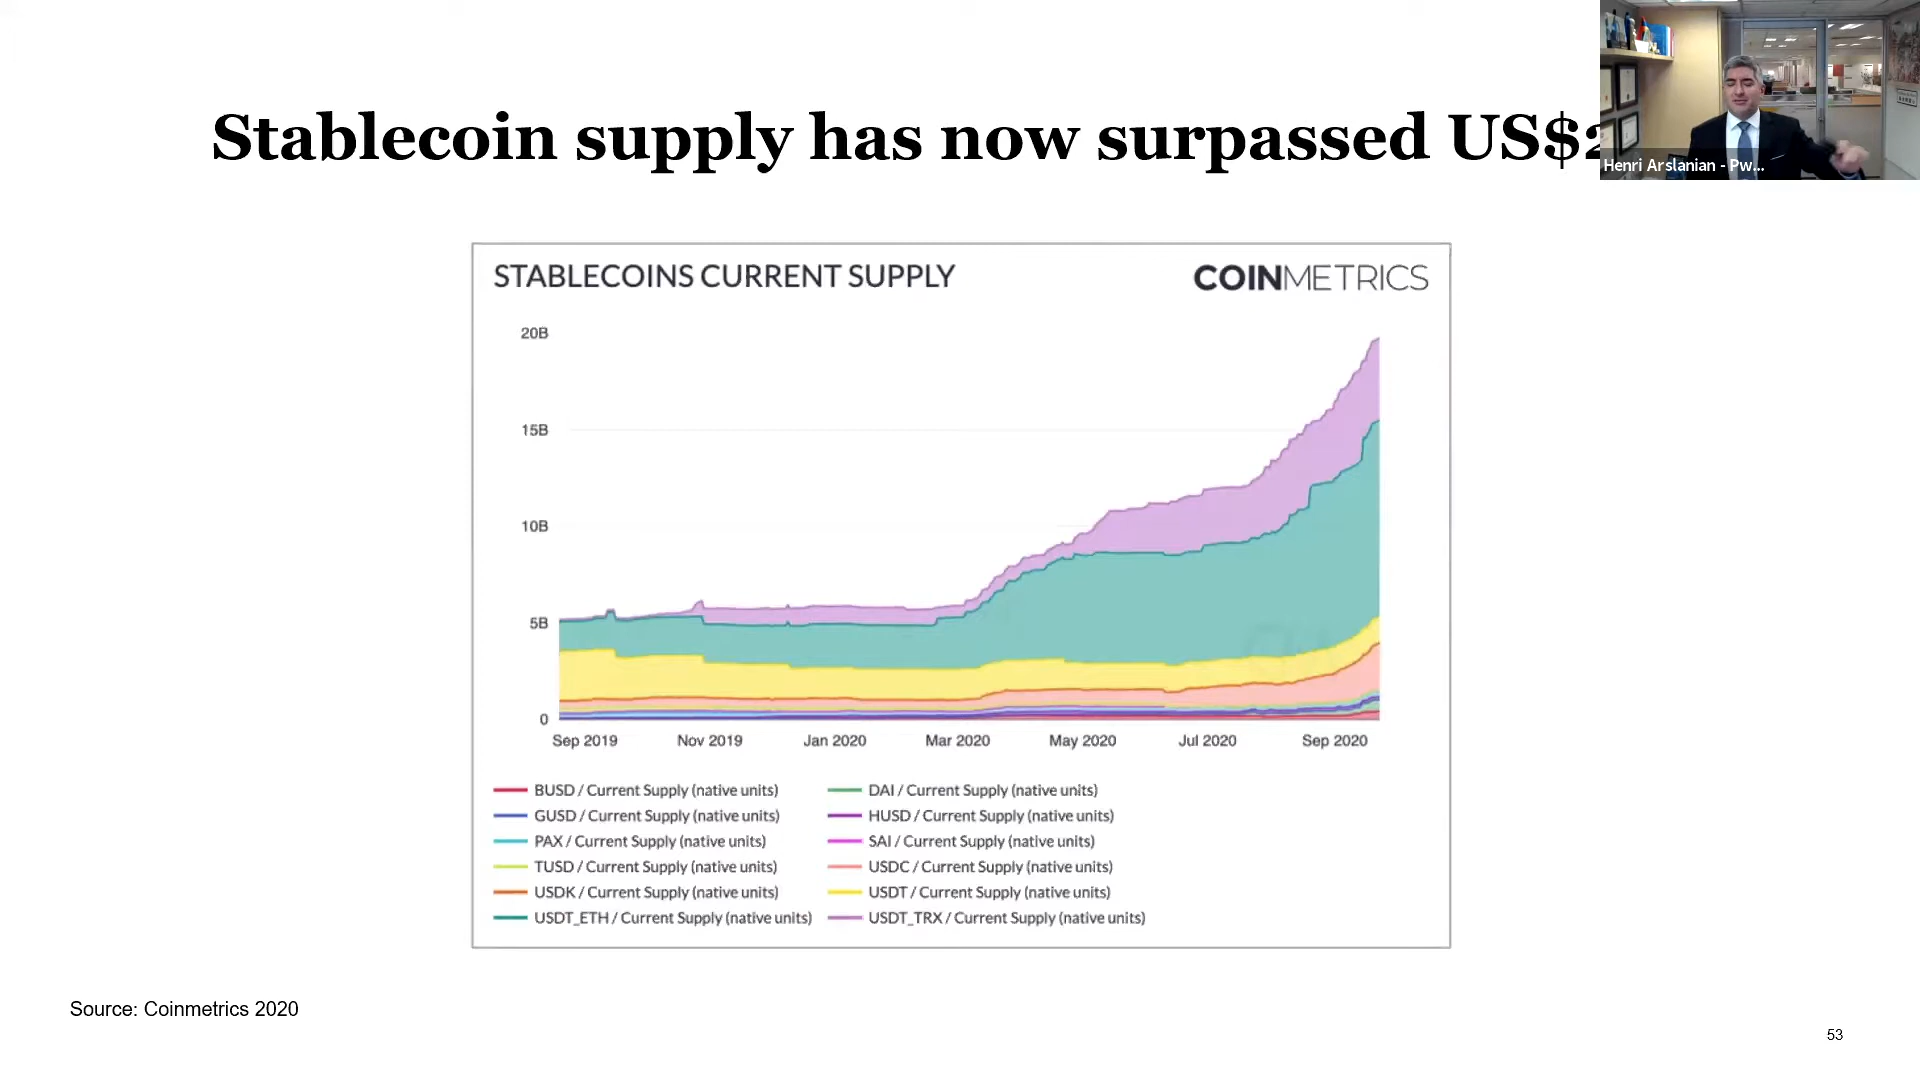 Stablecoin supply has now surpassed US$2
Henri Arslanian - Pw...
STABLECOINS CURRENT SUPPLY
COINMETRICS
20B
15B
10B
5B
0
Sep 2019 Nov 2019 Jan 2020 Mar 2020 May 2020 Jul 2020 Sep 2020
BUSD / Current Supply (native units) DAI / Current Supply (native units)
GUSD / Current Supply (native units) HUSD / Current Supply (native units)
PAX / Current Supply (native units) SAI / Current Supply (native units)
TUSD / Current Supply (native units) USDC / Current Supply (native units)
USDK / Current Supply (native units) USDT / Current Supply (native units)
USDT_ETH / Current Supply (native units) USDT_TRX / Current Supply (native units)
Source: Coinmetrics 2020
53